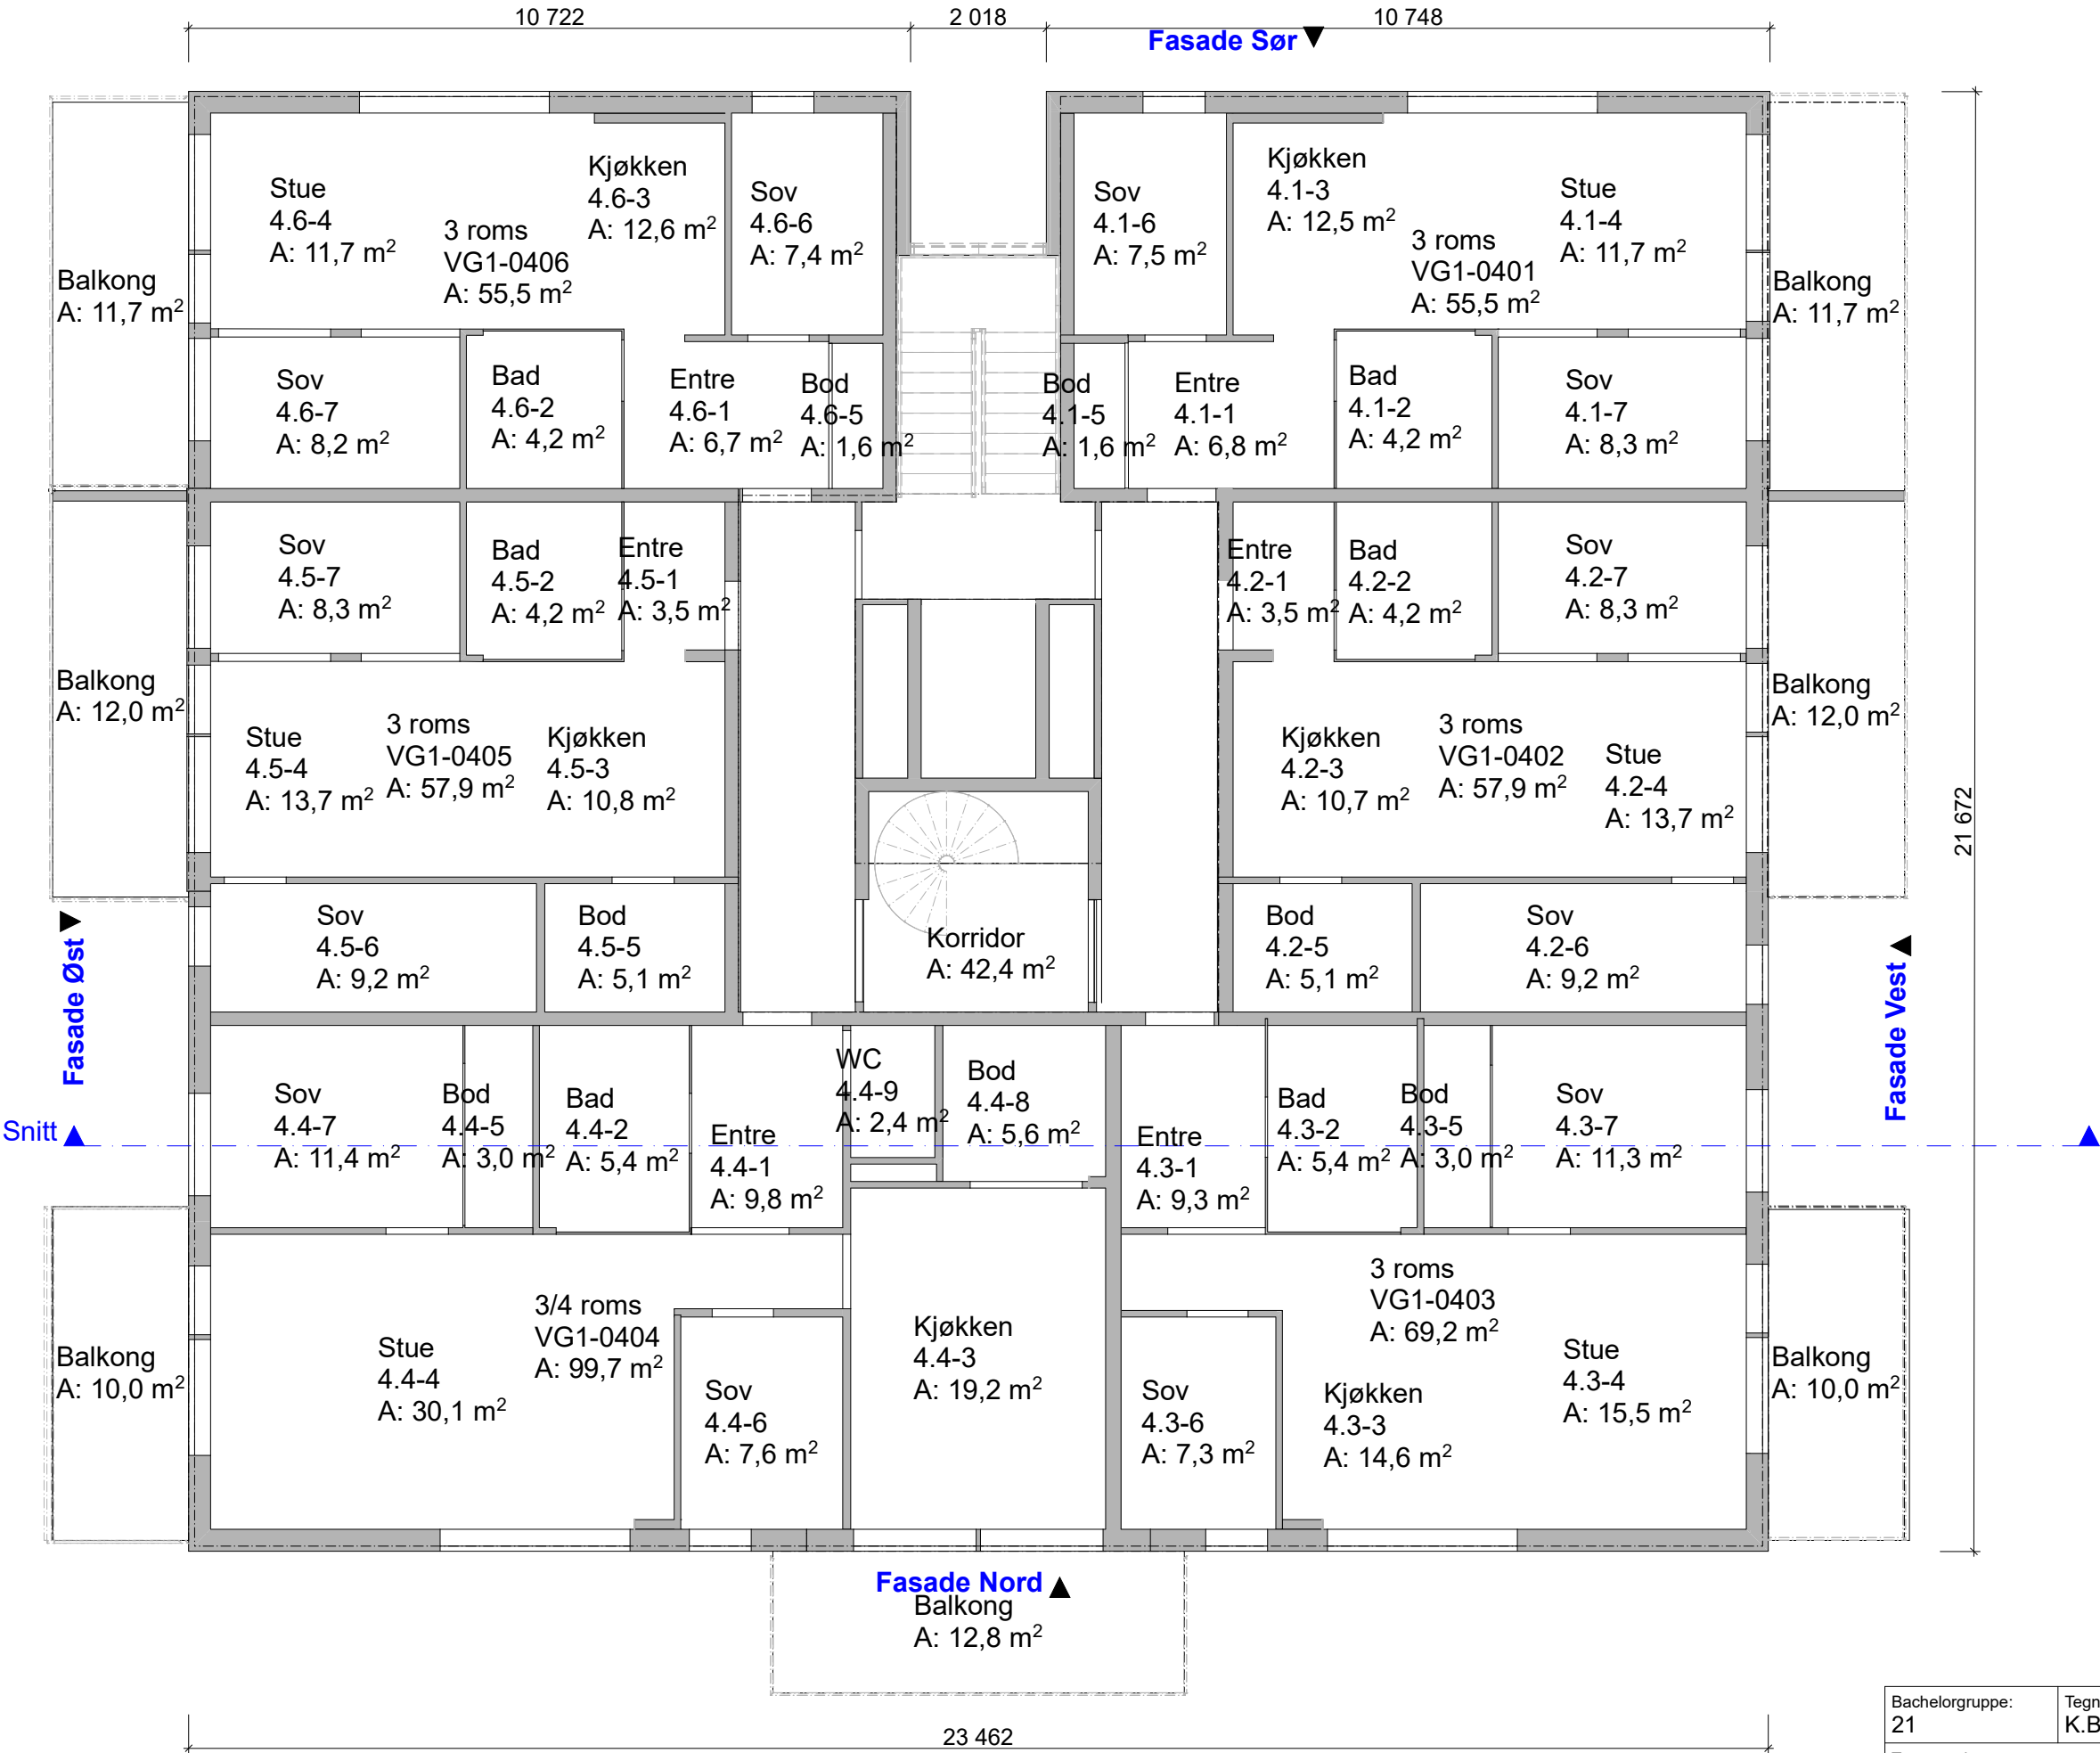 10 722
2 018
10 748
Fasade Sør
Stue
4.6-4
A: 11,7 m²
3 roms
VG1-0406
A: 55,5 m²
Kjøkken
4.6-3
A: 12,6 m²
Sov
4.6-6
A: 7,4 m²
Sov
4.1-6
A: 7,5 m²
Kjøkken
4.1-3
A: 12,5 m²
3 roms
VG1-0401
A: 55,5 m²
Stue
4.1-4
A: 11,7 m²
Balkong
A: 11,7 m²
Balkong
A: 11,7 m²
Sov
4.6-7
A: 8,2 m²
Bad
4.6-2
A: 4,2 m²
Entre
4.6-1
A: 6,7 m²
Bod
4.6-5
A: 1,6 m²
Bod
4.1-5
A: 1,6 m²
Entre
4.1-1
A: 6,8 m²
Bad
4.1-2
A: 4,2 m²
Sov
4.1-7
A: 8,3 m²
Sov
4.5-7
A: 8,3 m²
Bad
4.5-2
A: 4,2 m²
Entre
4.5-1
A: 3,5 m²
Entre
4.2-1
A: 3,5 m²
Bad
4.2-2
A: 4,2 m²
Sov
4.2-7
A: 8,3 m²
Balkong
A: 12,0 m²
Stue
4.5-4
A: 13,7 m²
3 roms
VG1-0405
A: 57,9 m²
Kjøkken
4.5-3
A: 10,8 m²
Kjøkken
4.2-3
A: 10,7 m²
3 roms
VG1-0402
A: 57,9 m²
Stue
4.2-4
A: 13,7 m²
Balkong
A: 12,0 m²
21 672
Fasade Øst
Sov
4.5-6
A: 9,2 m²
Bod
4.5-5
A: 5,1 m²
Korridor
A: 42,4 m²
Bod
4.2-5
A: 5,1 m²
Sov
4.2-6
A: 9,2 m²
Fasade Vest
Snitt
Sov
4.4-7
A: 11,4 m²
Bod
4.4-5
A: 3,0 m²
Bad
4.4-2
A: 5,4 m²
Entre
4.4-1
A: 9,8 m²
WC
4.4-9
A: 2,4 m²
Bod
4.4-8
A: 5,6 m²
Entre
4.3-1
A: 9,3 m²
Bad
4.3-2
A: 5,4 m²
Bod
4.3-5
A: 3,0 m²
Sov
4.3-7
A: 11,3 m²
Balkong
A: 10,0 m²
Stue
4.4-4
A: 30,1 m²
3/4 roms
VG1-0404
A: 99,7 m²
Sov
4.4-6
A: 7,6 m²
Kjøkken
4.4-3
A: 19,2 m²
Sov
4.3-6
A: 7,3 m²
Kjøkken
4.3-3
A: 14,6 m²
3 roms
VG1-0403
A: 69,2 m²
Stue
4.3-4
A: 15,5 m²
Balkong
A: 10,0 m²
Fasade Nord
Balkong
A: 12,8 m²
23 462
Bachelorgruppe:
21
Tegn
K.B